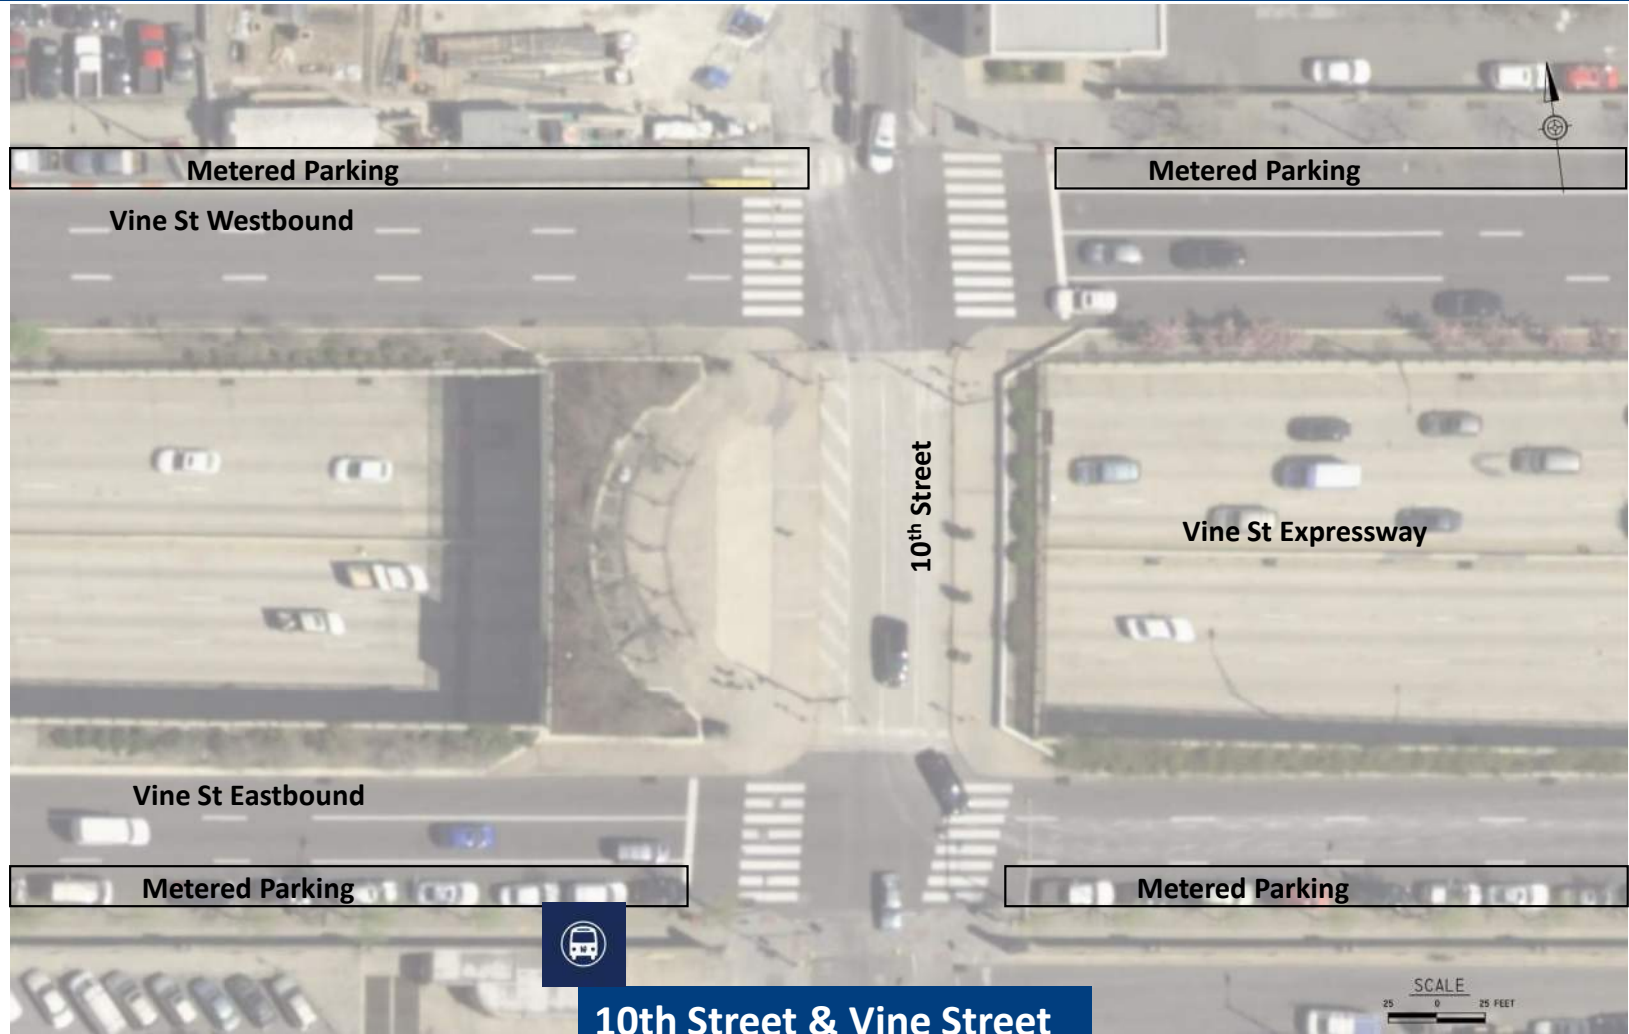 Metered Parking
Metered Parking
Vine St Westbound
10th Street
Vine St Expressway
Vine St Eastbound
Metered Parking
Metered Parking
SCALE
25 0 25 FEET
10th Street & Vine Street